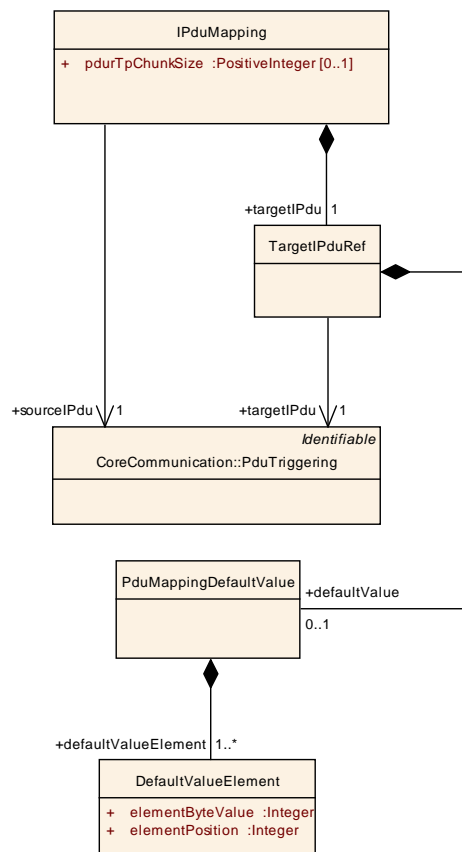 IPduMapping
+ pdurTpChunkSize :PositiveInteger [0..1]
+targetIPdu 1
TargetIPduRef
+sourceIPdu 1 +targetIPdu 1
Identifiable
CoreCommunication::PduTriggering
PduMappingDefaultValue
+defaultValue
0..1
+defaultValueElement 1..*
DefaultValueElement
+ elementByteValue :Integer
+ elementPosition :Integer